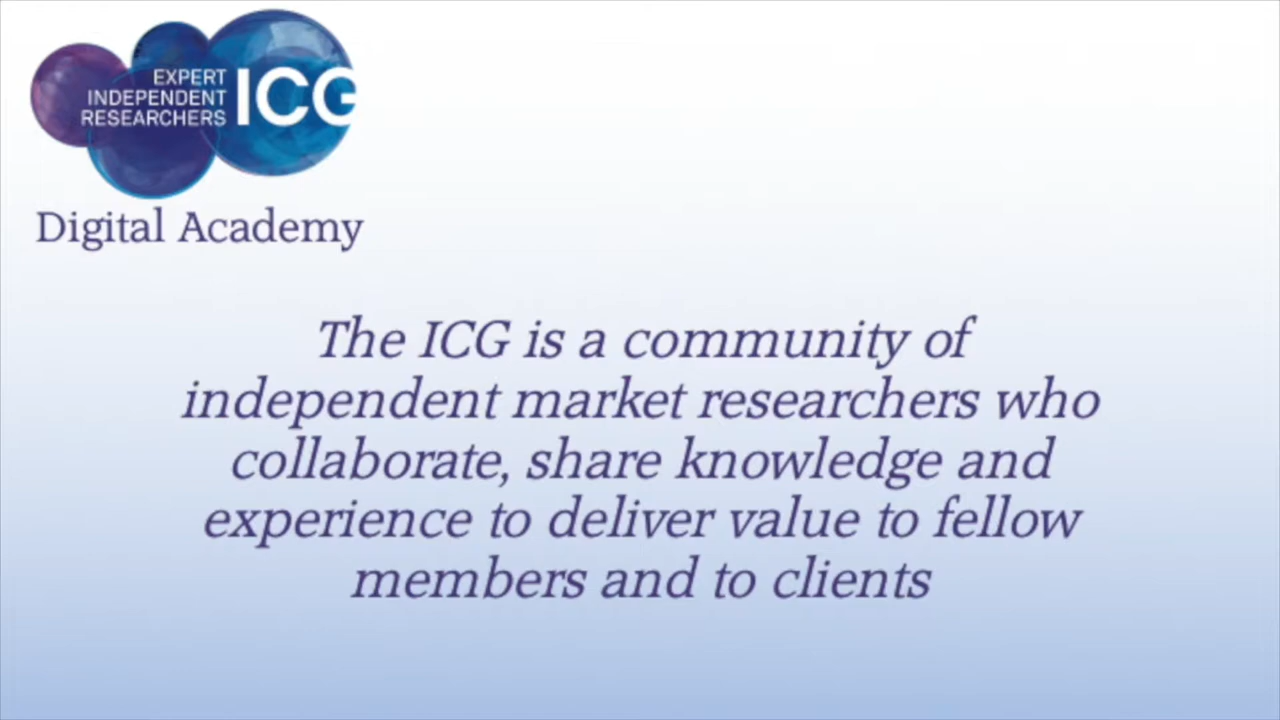 EXPERT
INDEPENDENT
RESEARCHERS
ICG
Digital Academy
The ICG is a community of
independent market researchers who
collaborate, share knowledge and
experience to deliver value to fellow
members and to clients